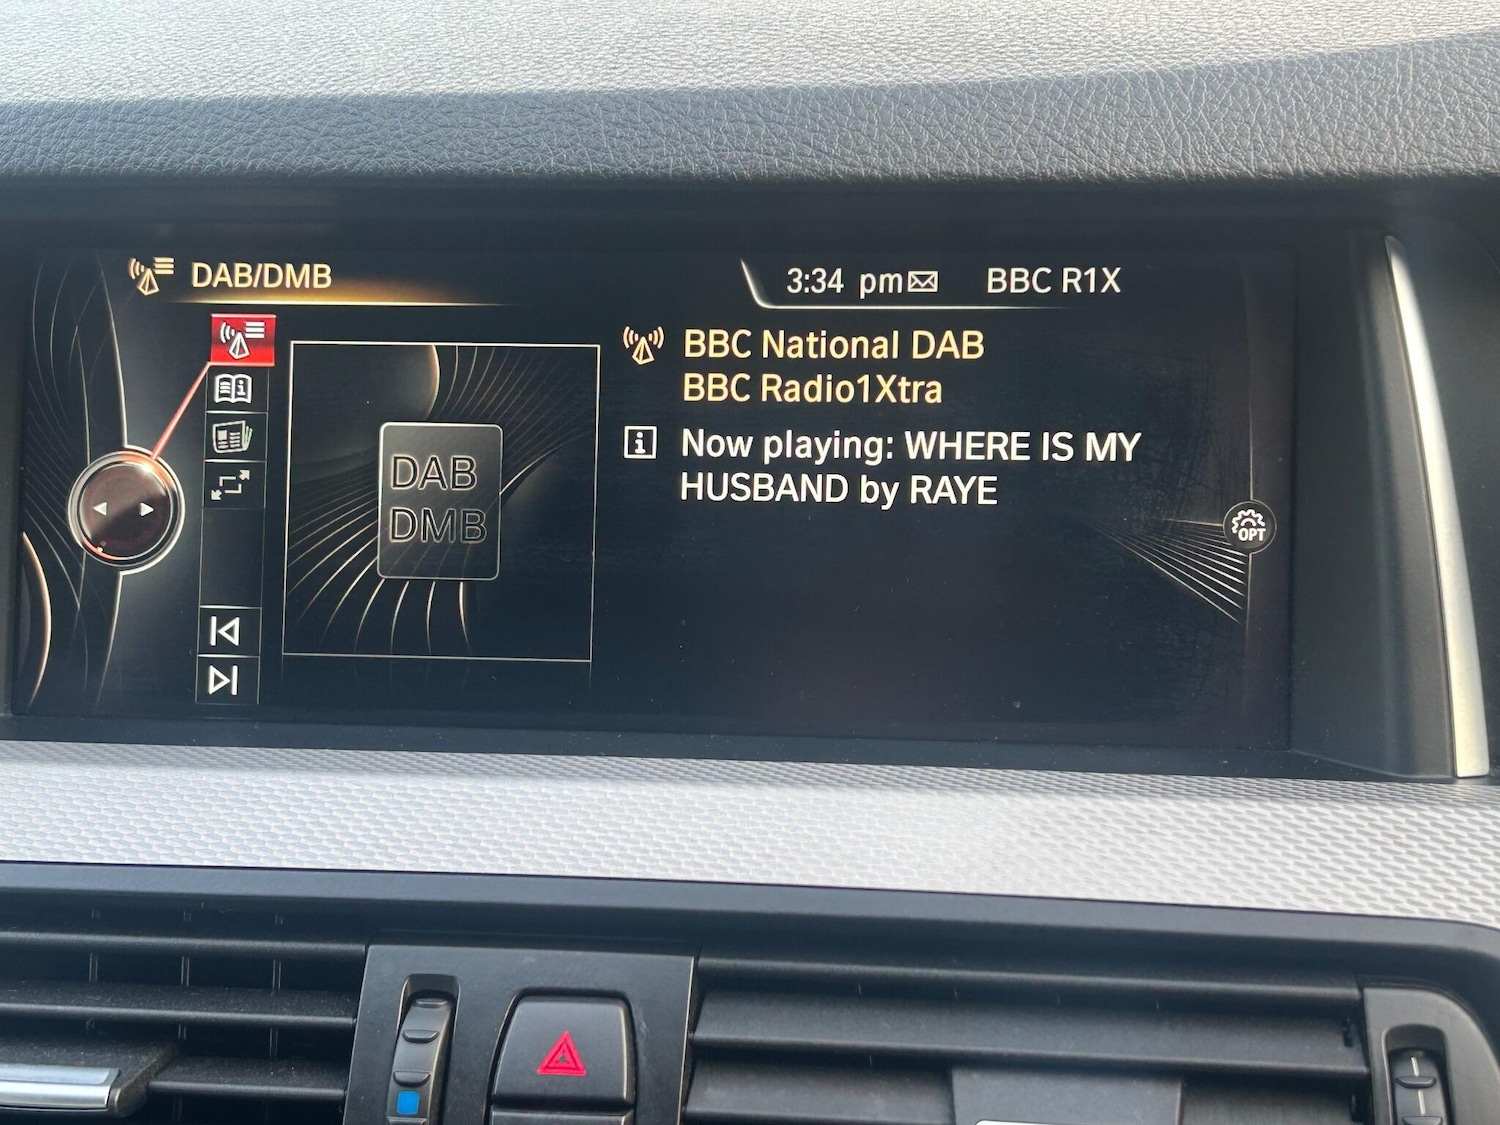 DAB/DMB
3:34 pm
BBC R1X
BBC National DAB
BBC Radio1Xtra
i
Now playing: WHERE IS MY
HUSBAND by RAYE
DAB
DMB
OPT